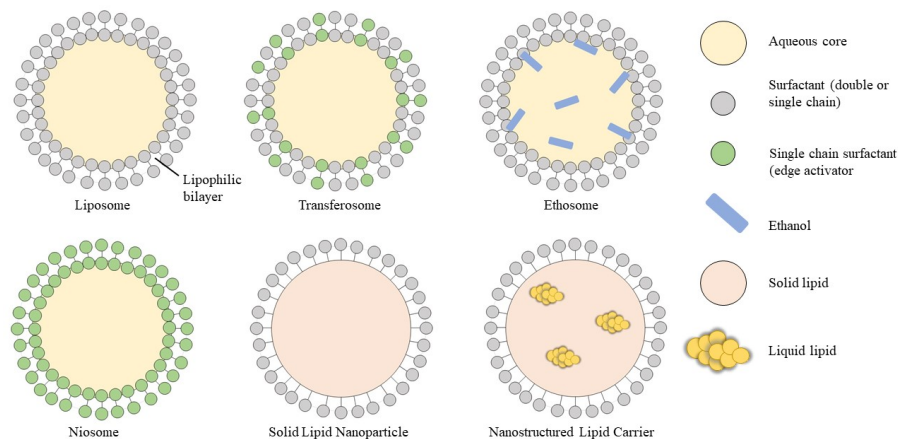 Aqueous core
Surfactant (double or
single chain)
Single chain surfactant
(edge activator
Lipophilic
bilayer
Liposome
Transferosome
Ethosome
Ethanol
Solid lipid
Liquid lipid
Niosome
Solid Lipid Nanoparticle
Nanostructured Lipid Carrier